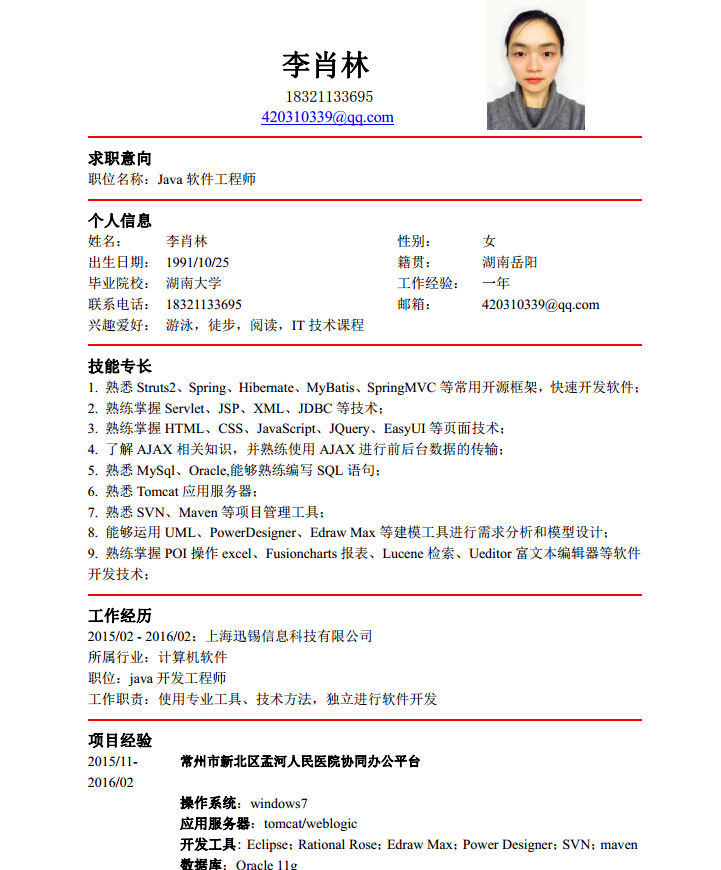 李肖林
18321133695
420310339@qq.com
求职意向
职位名称：Java 软件工程师
个人信息
姓名： 李肖林 性别： 女
出生日期： 1991/10/25 籍贯： 湖南岳阳
毕业院校： 湖南大学 工作经验： 一年
联系电话： 18321133695 邮箱： 420310339@qq.com
兴趣爱好： 游泳，徒步，阅读，IT 技术课程
技能专长
1. 熟悉 Struts2、Spring、Hibernate、MyBatis、SpringMVC 等常用开源框架，快速开发软件；
2. 熟练掌握 Servlet、JSP、XML、JDBC 等技术；
3. 熟练掌握 HTML、CSS、JavaScript、JQuery、EasyUI 等页面技术；
4. 了解 AJAX 相关知识，并熟练使用 AJAX 进行前后台数据的传输；
5. 熟悉 MySql、Oracle,能够熟练编写 SQL 语句；
6. 熟悉 Tomcat 应用服务器；
7. 熟悉 SVN、Maven 等项目管理工具；
8. 能够运用 UML、PowerDesigner、Edraw Max 等建模工具进行需求分析和模型设计；
9. 熟练掌握 POI 操作 excel、Fusioncharts 报表、Lucene 检索、Ueditor 富文本编辑器等软件
开发技术；
工作经历
2015/02 - 2016/02：上海迅锡信息科技有限公司
所属行业：计算机软件
职位：java 开发工程师
工作职责：使用专业工具、技术方法，独立进行软件开发
项目经验
2015/11- 常州市新北区孟河人民医院协同办公平台
2016/02
操作系统：windows7
应用服务器：tomcat/weblogic
开发工具：Eclipse；Rational Rose；Edraw Max；Power Designer；SVN；maven
数据库：Oracle 11g